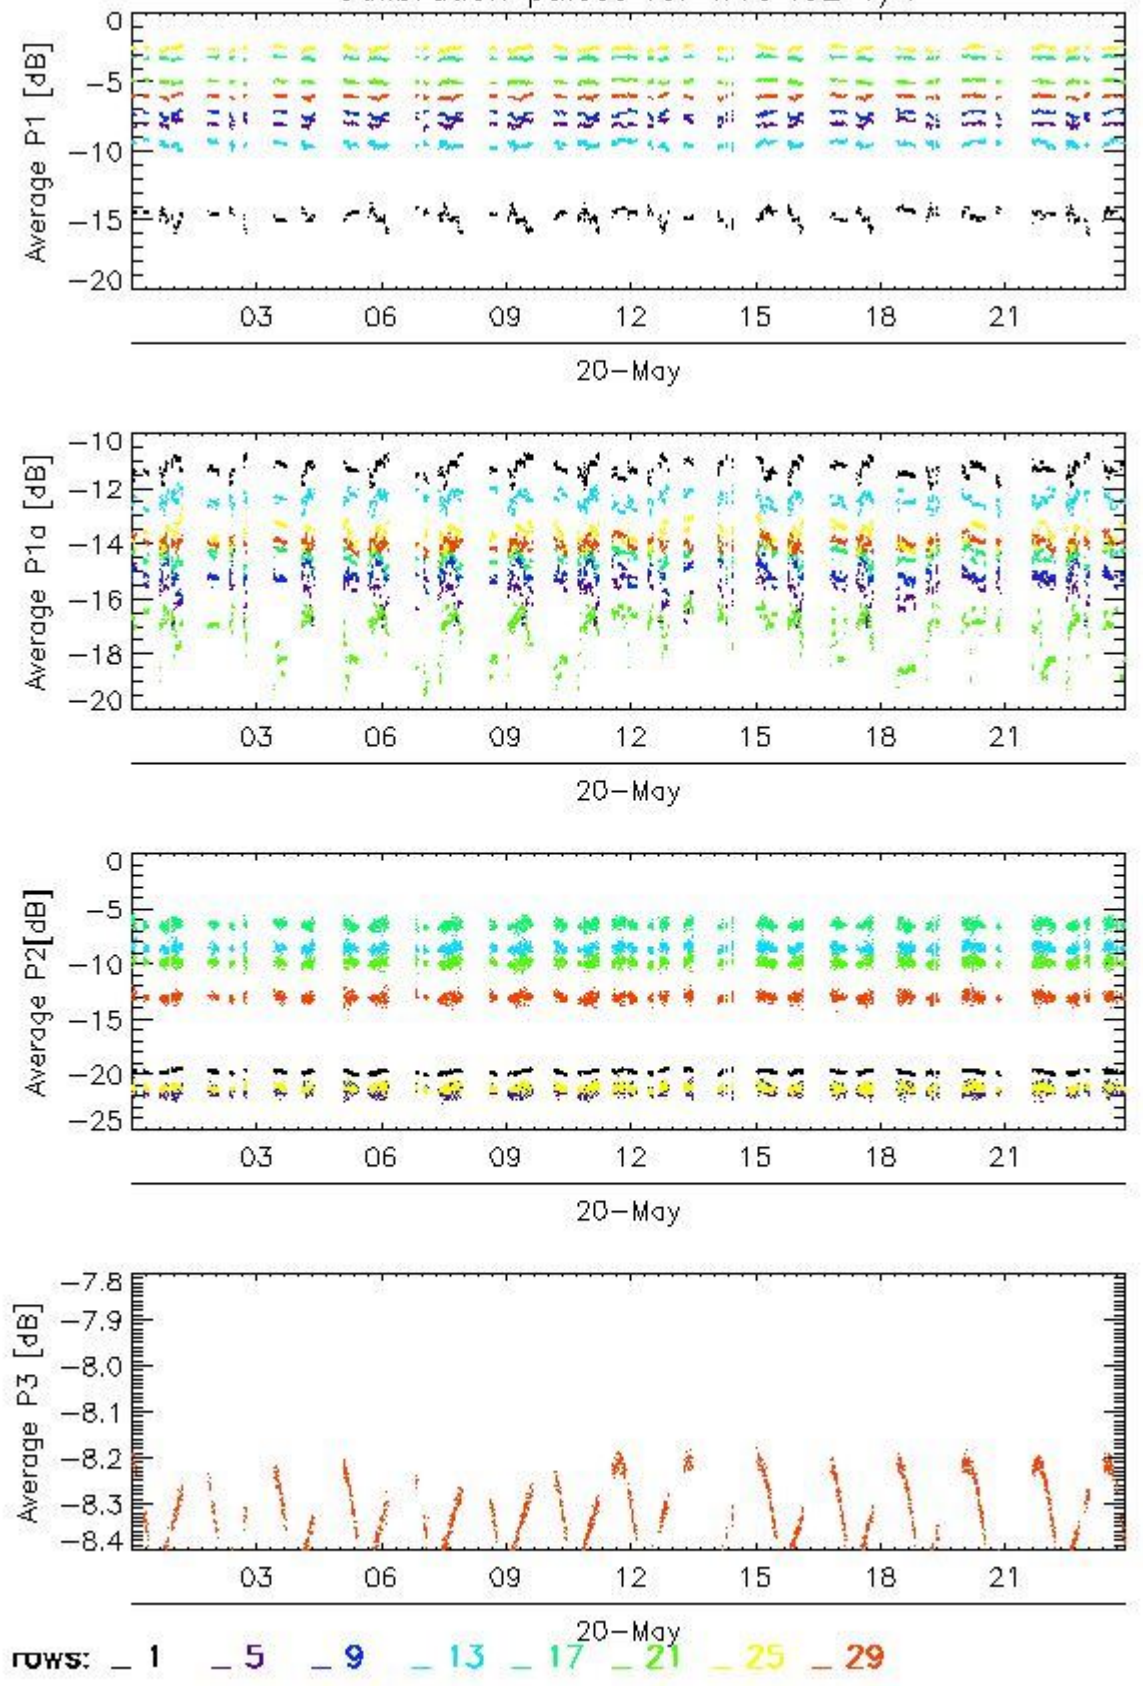 Average P1 [dB]
0
−5
−10
−15
−20
03 06 09 12 15 18 21
20−May
Average P1a [dB]
−10
−12
−14
−16
−18
−20
03 06 09 12 15 18 21
20−May
Average P2[dB]
0
−5
−10
−15
−20
−25
03 06 09 12 15 18 21
20−May
Average P3 [dB]
−7.8
−7.9
−8.0
−8.1
−8.2
−8.3
−8.4
03 06 09 12 15 18 21
20−May
rows: _ 1 _ 5 _ 9 _ 13 _ 17 _ 21 _ 25 _ 29